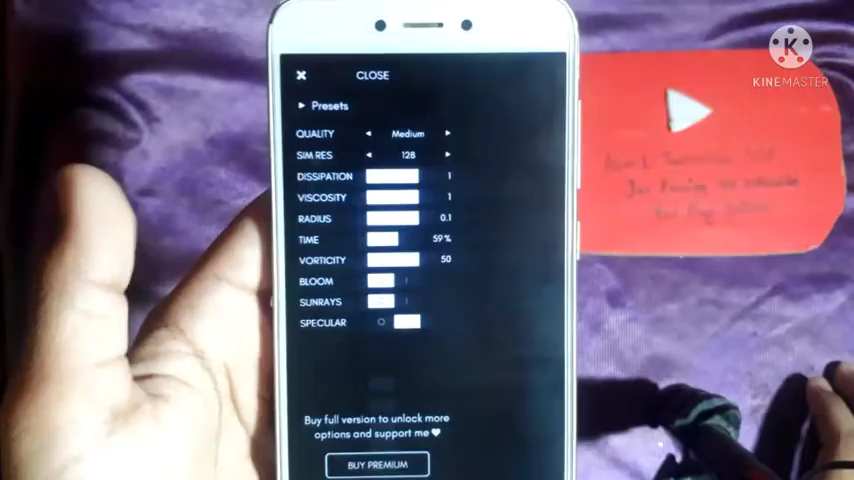 CLOSE
Presets
QUALITY Medium
SIM RES 128
DISSIPATION 1
VISCOSITY 1
RADIUS 0.1
TIME 59%
VORTICITY 50
BLOOM
SUNRAYS
SPECULAR
Buy full version to unlock more
options and support me
BUY PREMIUM
K
KINEMASTER